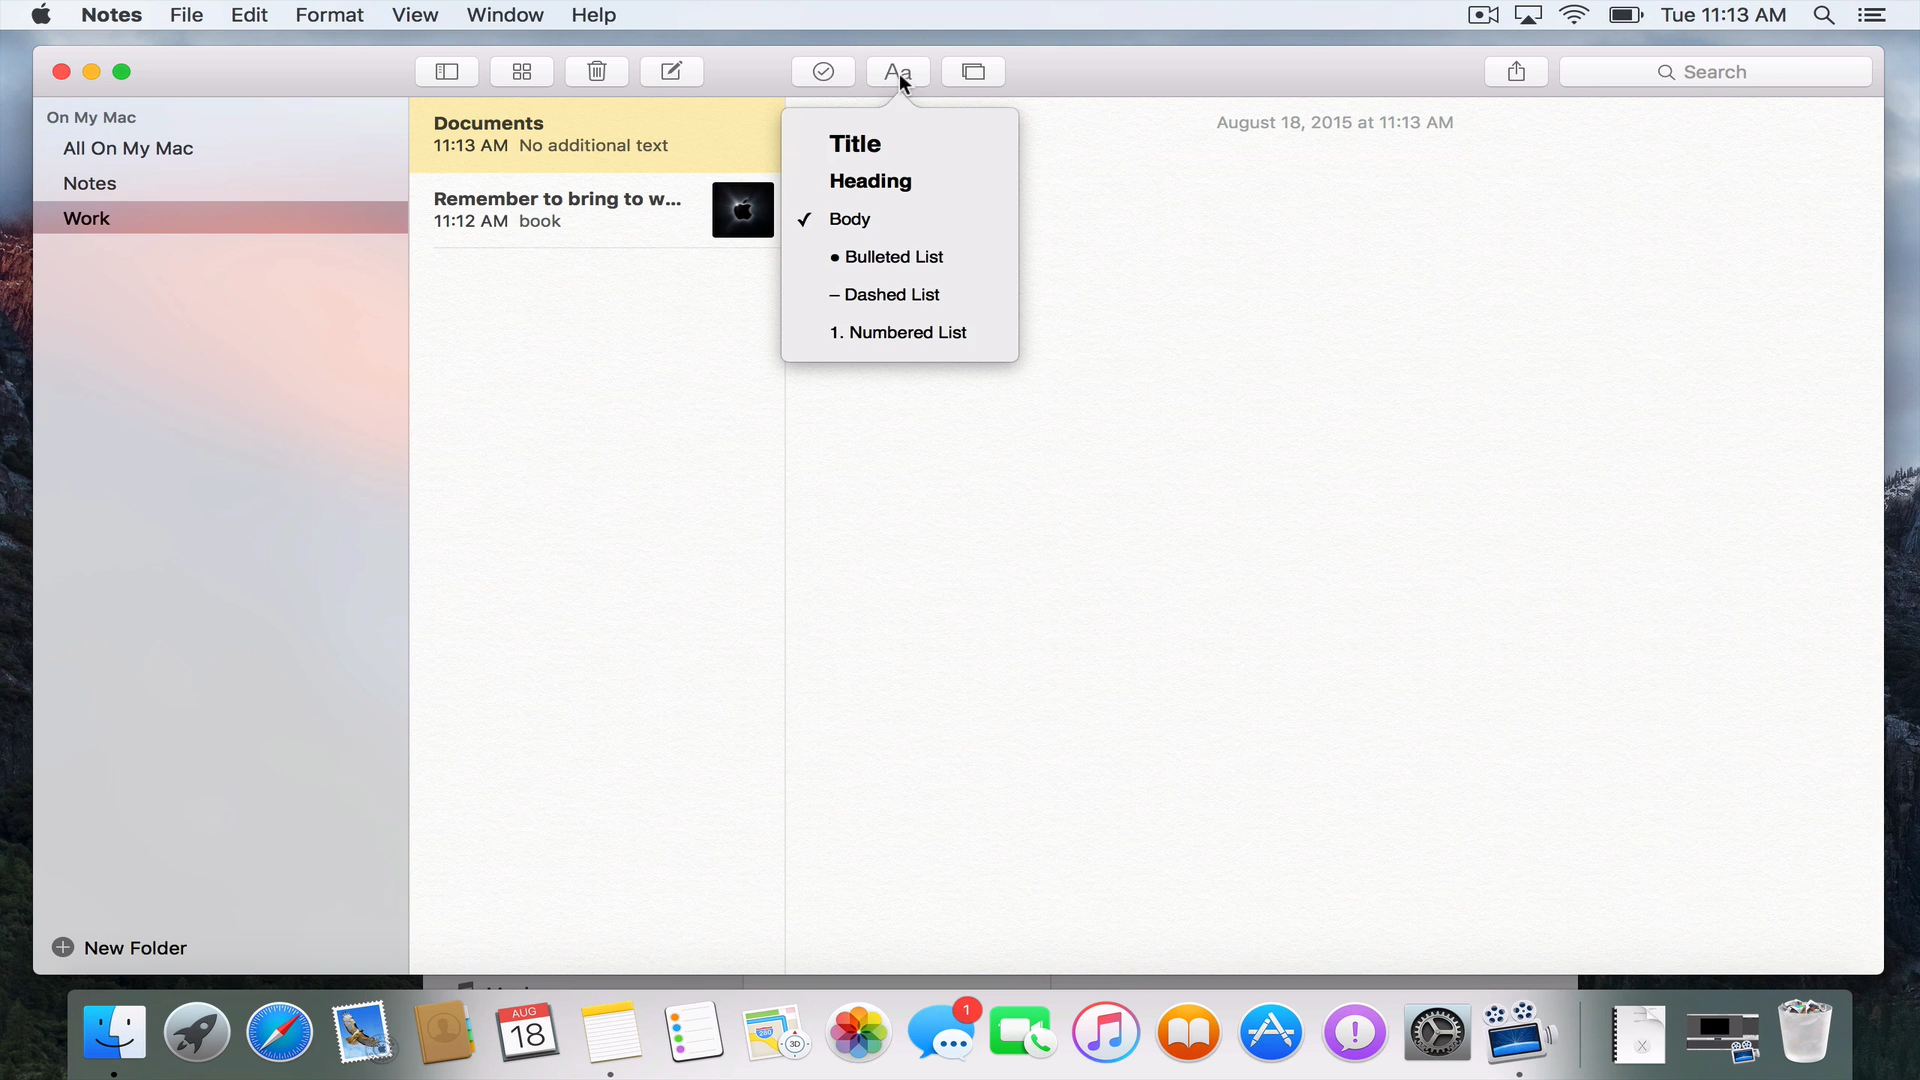 Notes File Edit Format View Window Help
Tue 11:13 AM
Aa
Search
On My Mac
All On My Mac
Notes
Work
New Folder
Documents
11:13 AM No additional text
Remember to bring to w...
11:12 AM book
Title
Heading
✓ Body
● Bulleted List
– Dashed List
1. Numbered List
August 18, 2015 at 11:13 AM
AUG
18
280
3D
1
X